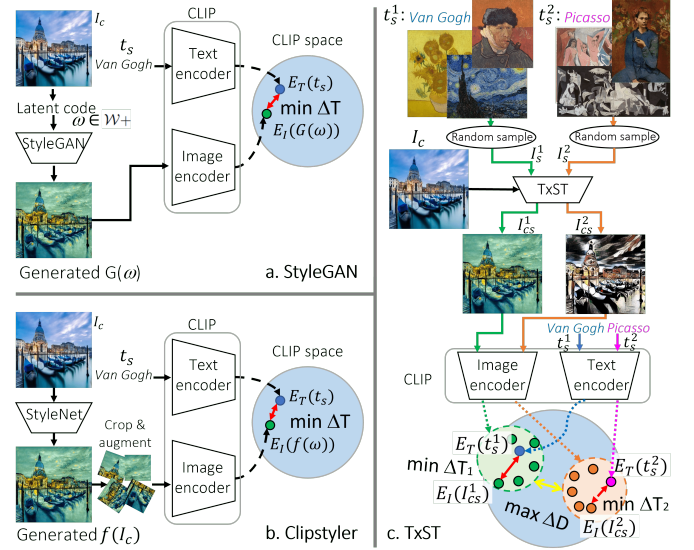 I_c
t_s
Van Gogh
Latent code
ω ∈ W+
StyleGAN
Generated G(ω)
CLIP
Text
encoder
Image
encoder
CLIP space
E_T(t_s)
min ΔT
E_I(G(ω))
a. StyleGAN
I_c
t_s
Van Gogh
StyleNet
Crop &
augment
Generated f(I_c)
CLIP
Text
encoder
Image
encoder
CLIP space
E_T(t_s)
min ΔT
E_I(f(ω))
b. Clipstyler
t_s^1: Van Gogh
t_s^2: Picasso
Random sample
Random sample
I_c
I_s^1
I_s^2
TxST
I_cs^1
I_cs^2
Van Gogh Picasso
t_s^1
t_s^2
CLIP
Image
encoder
Text
encoder
E_T(t_s^1)
E_T(t_s^2)
min ΔT_1
E_I(I_cs^1)
min ΔT_2
E_I(I_cs^2)
max ΔD
c. TxST